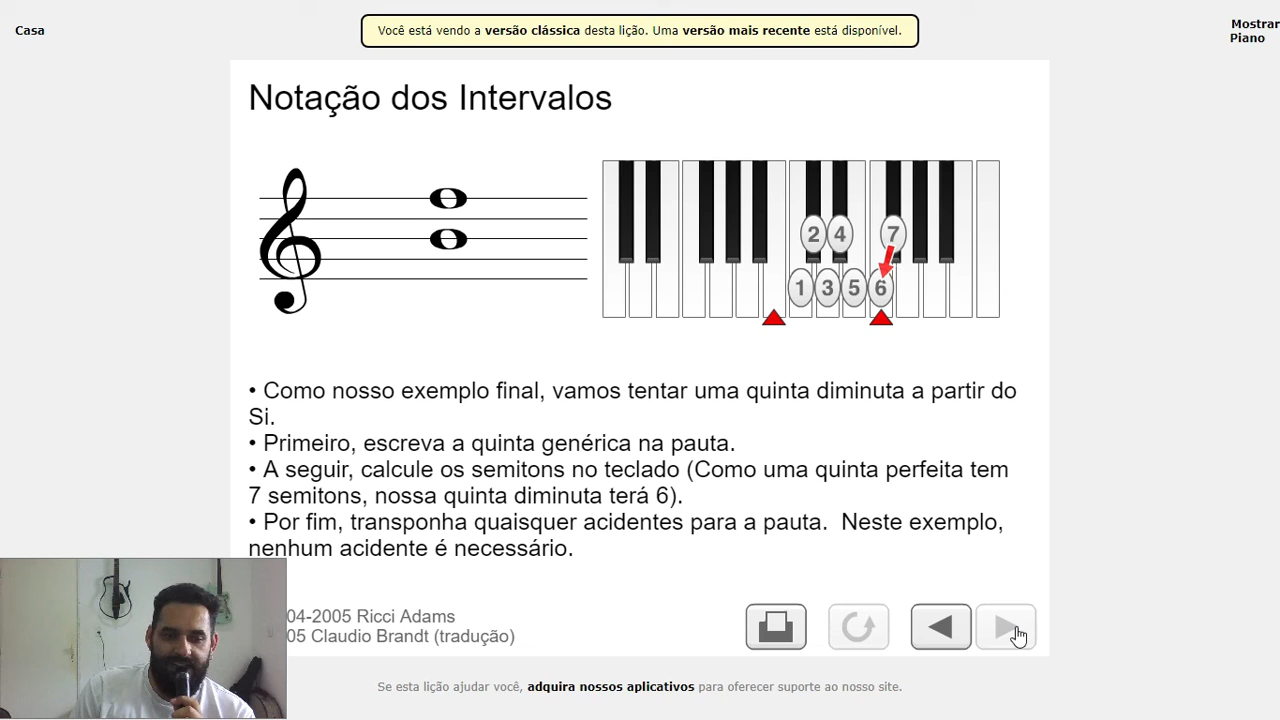 Casa
Você está vendo a versão clássica desta lição. Uma versão mais recente está disponível.
Mostrar
Piano
Notação dos Intervalos
2 4 7
1 3 5 6
• Como nosso exemplo final, vamos tentar uma quinta diminuta a partir do
Si.
• Primeiro, escreva a quinta genérica na pauta.
• A seguir, calcule os semitons no teclado (Como uma quinta perfeita tem
7 semitons, nossa quinta diminuta terá 6).
• Por fim, transponha quaisquer acidentes para a pauta.  Neste exemplo,
nenhum acidente é necessário.
04-2005 Ricci Adams
05 Claudio Brandt (tradução)
Se esta lição ajudar você, adquira nossos aplicativos para oferecer suporte ao nosso site.